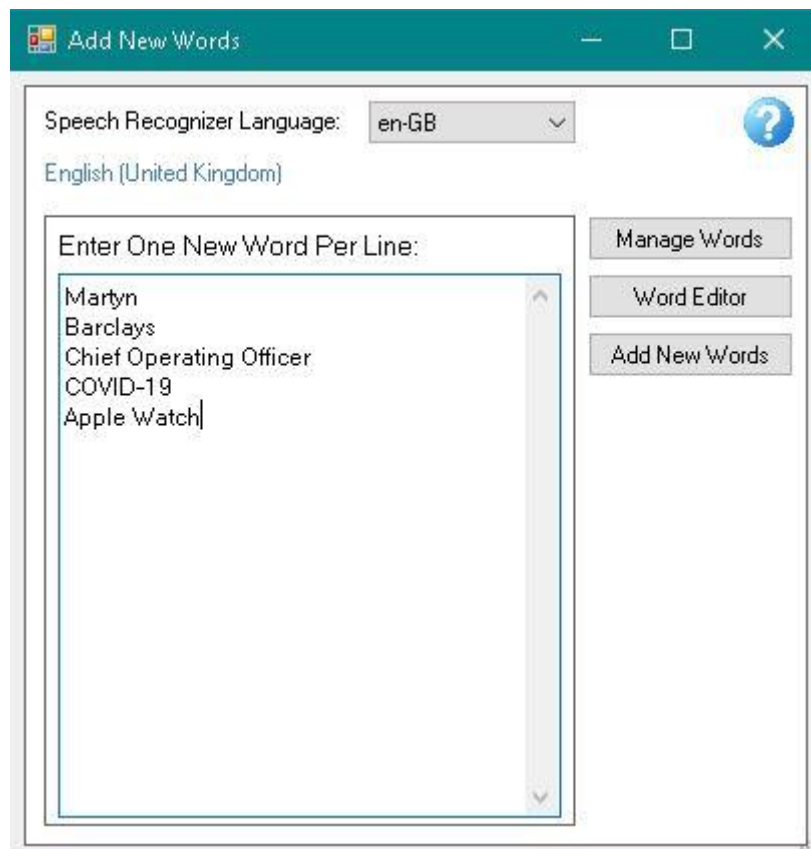 Add New Words
Speech Recognizer Language: en-GB
English (United Kingdom)
Enter One New Word Per Line:
Martyn
Barclays
Chief Operating Officer
COVID-19
Apple Watch
Manage Words
Word Editor
Add New Words